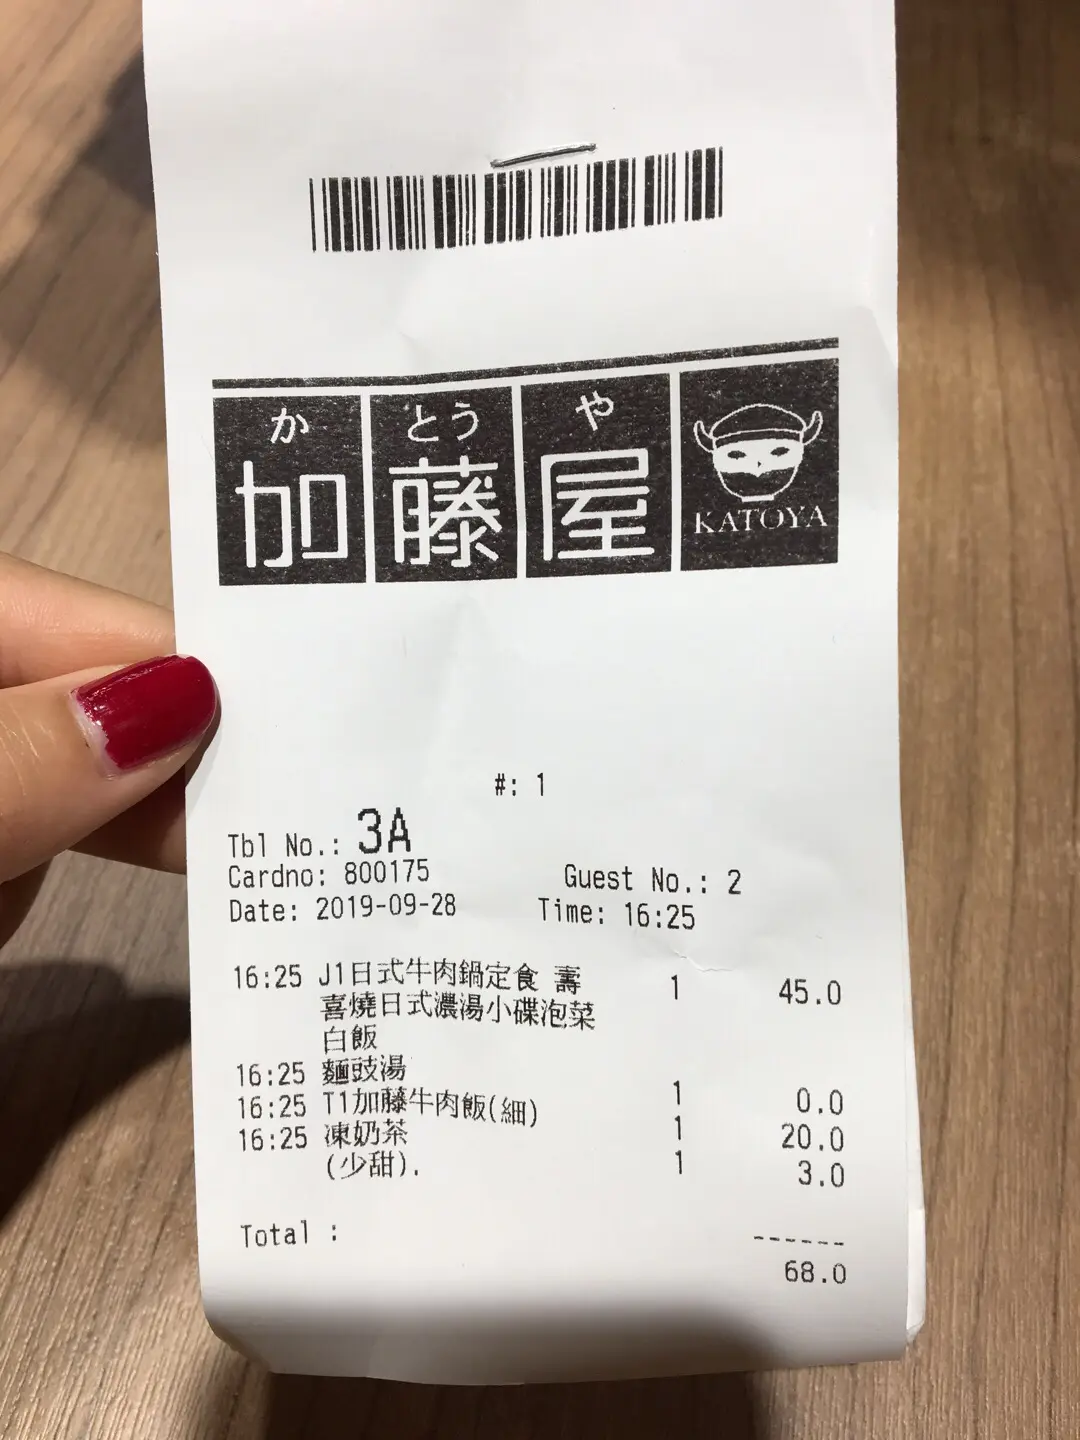 か とう や
加藤屋
KATOYA
#: 1
Tbl No.: 3A
Cardno: 800175 Guest No.: 2
Date: 2019-09-28 Time: 16:25
16:25 J1日式牛肉鍋定食 壽 1 45.0
喜燒日式濃湯小碟泡菜
白飯
16:25 麵豉湯 1 0.0
16:25 T1加藤牛肉飯(細) 1 20.0
16:25 凍奶茶 1 3.0
(少甜).
Total :
------
68.0